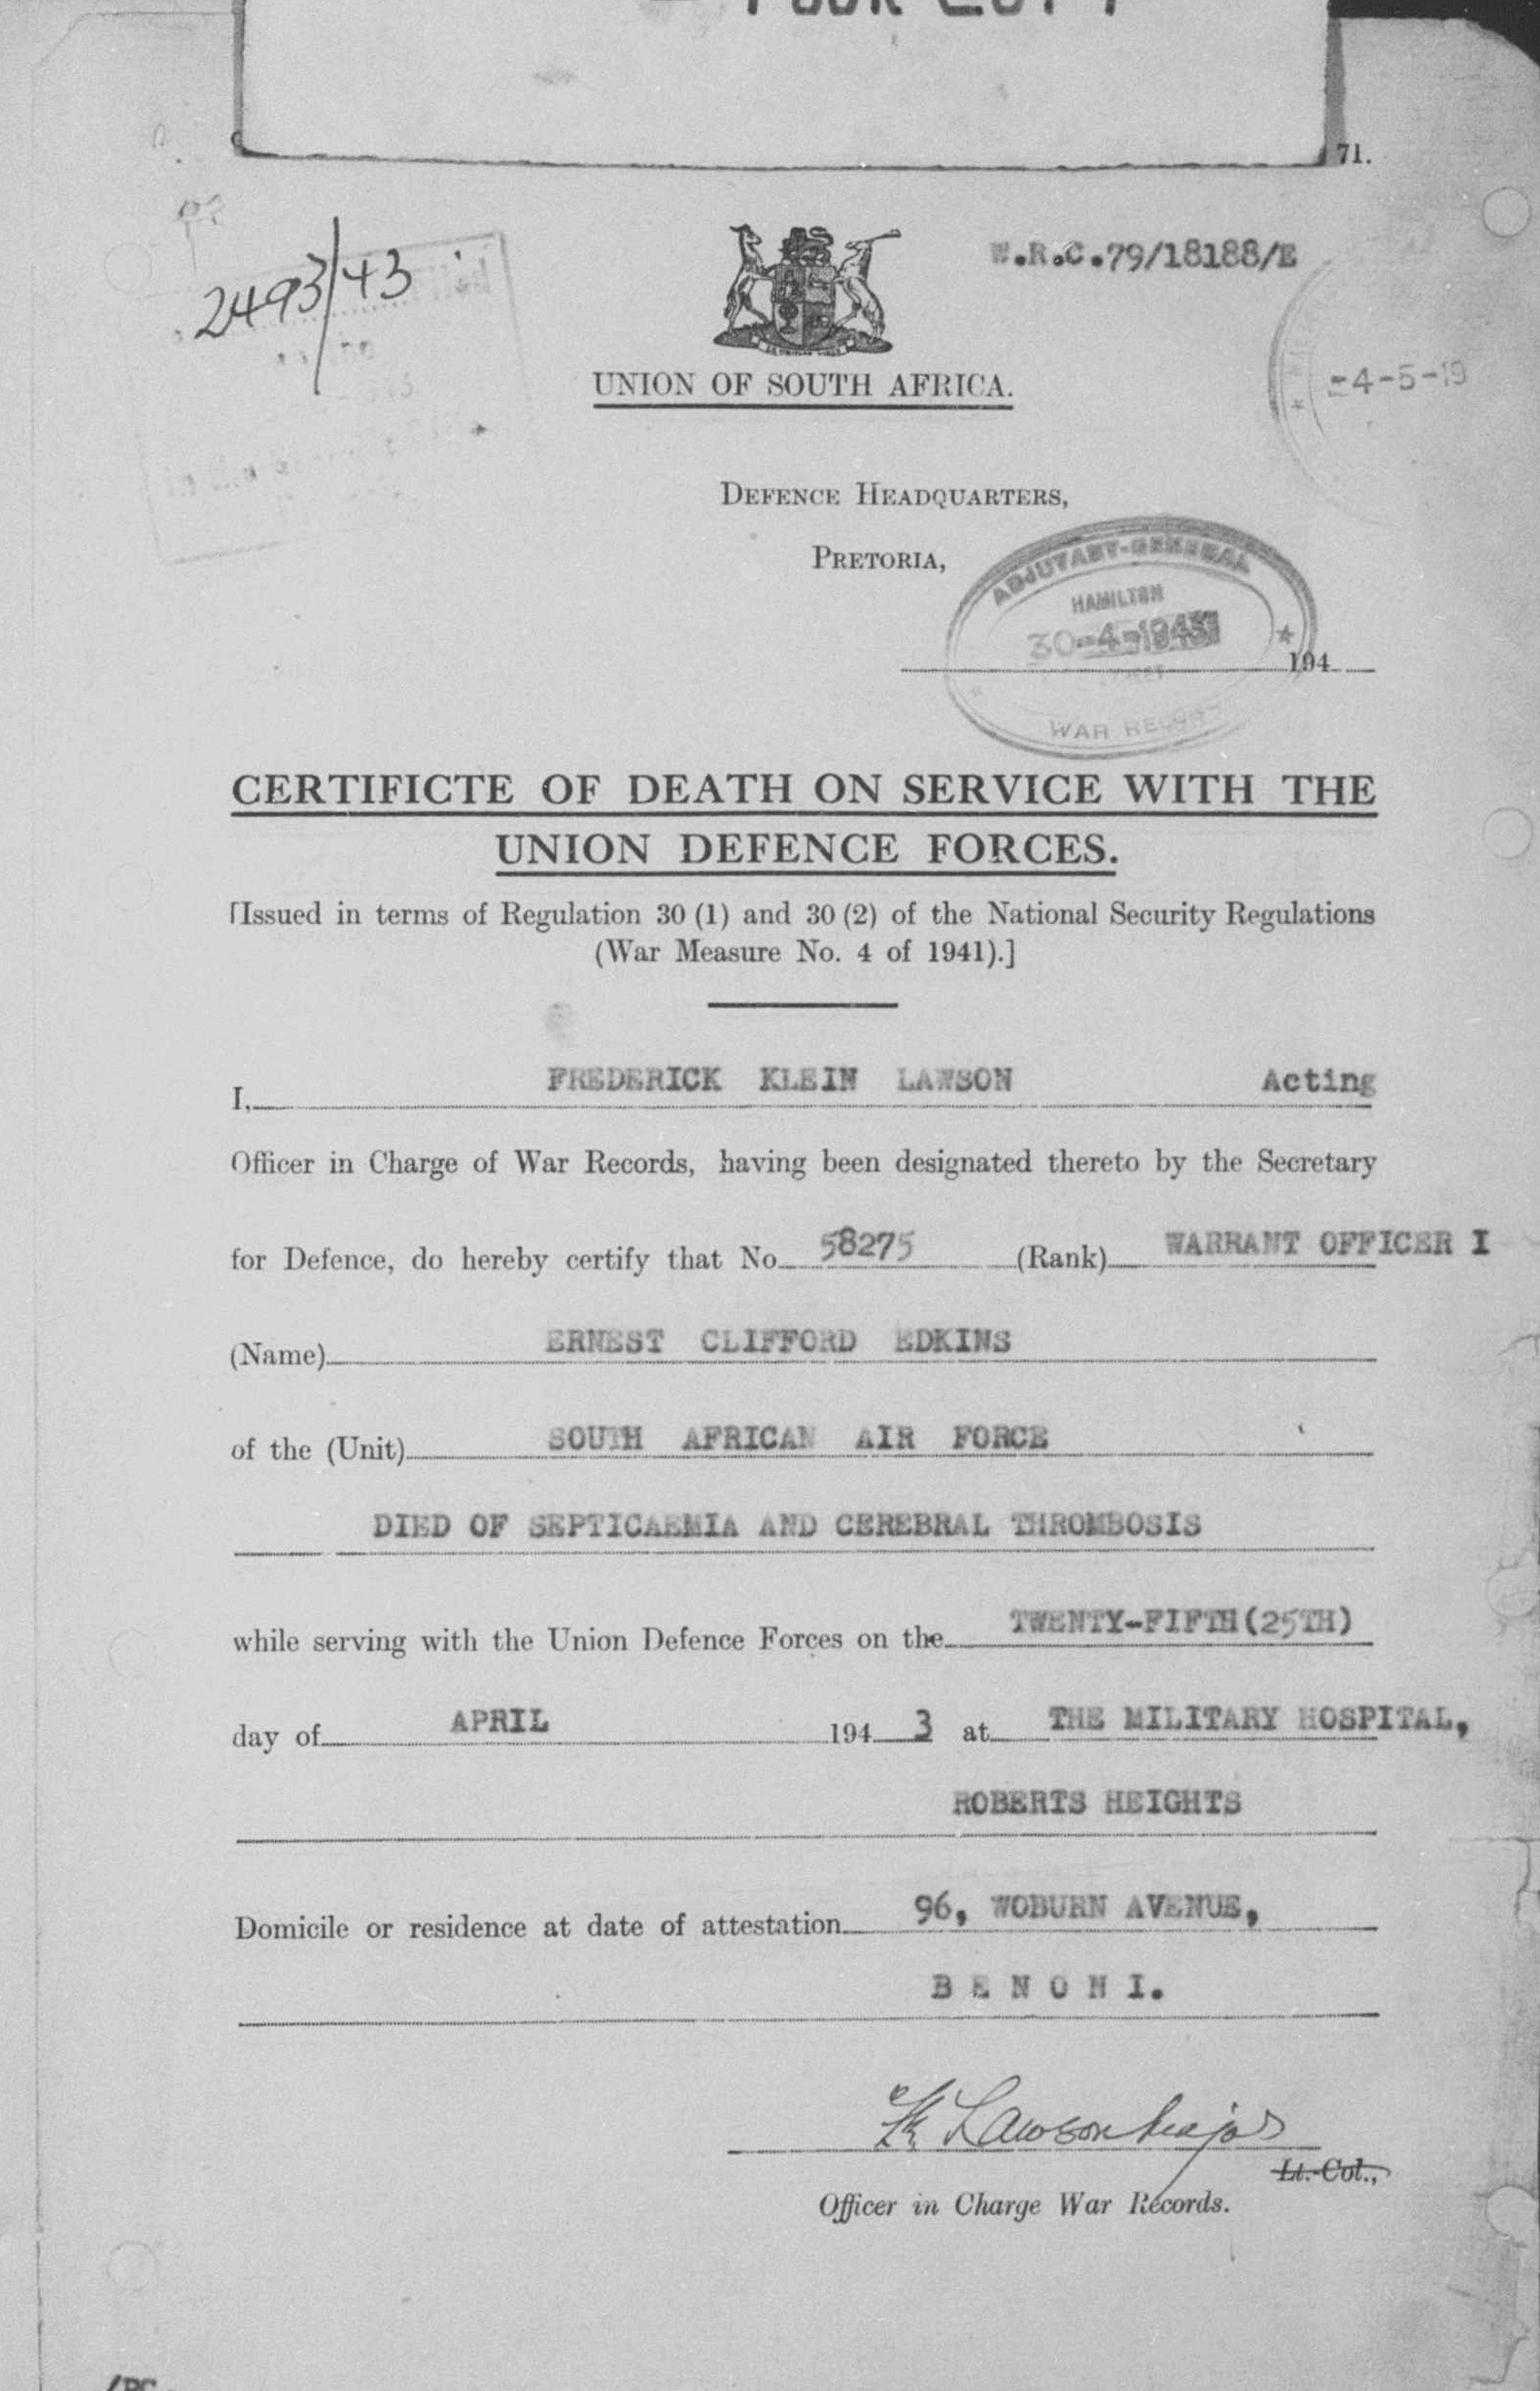 71.
2493/43
W.R.C.79/18188/E
UNION OF SOUTH AFRICA.
-4-5-19
DEFENCE HEADQUARTERS,
PRETORIA,
ADJUTANT-GENERAL
HAMILTON
30-4-1943
194
WAR
CERTIFICTE OF DEATH ON SERVICE WITH THE
UNION DEFENCE FORCES.
[Issued in terms of Regulation 30 (1) and 30 (2) of the National Security Regulations
(War Measure No. 4 of 1941).]
I, FREDERICK KLEIN LAWSON Acting
Officer in Charge of War Records, having been designated thereto by the Secretary
for Defence, do hereby certify that No 58275 (Rank) WARRANT OFFICER I
(Name) ERNEST CLIFFORD EDKINS
of the (Unit) SOUTH AFRICAN AIR FORCE
DIED OF SEPTICAEMIA AND CEREBRAL THROMBOSIS
while serving with the Union Defence Forces on the TWENTY-FIFTH(25TH)
day of APRIL 194 3 at THE MILITARY HOSPITAL,
ROBERTS HEIGHTS
Domicile or residence at date of attestation 96, WOBURN AVENUE,
BENONI.
FK Lawson Major
Lt.-Col.,
Officer in Charge War Records.